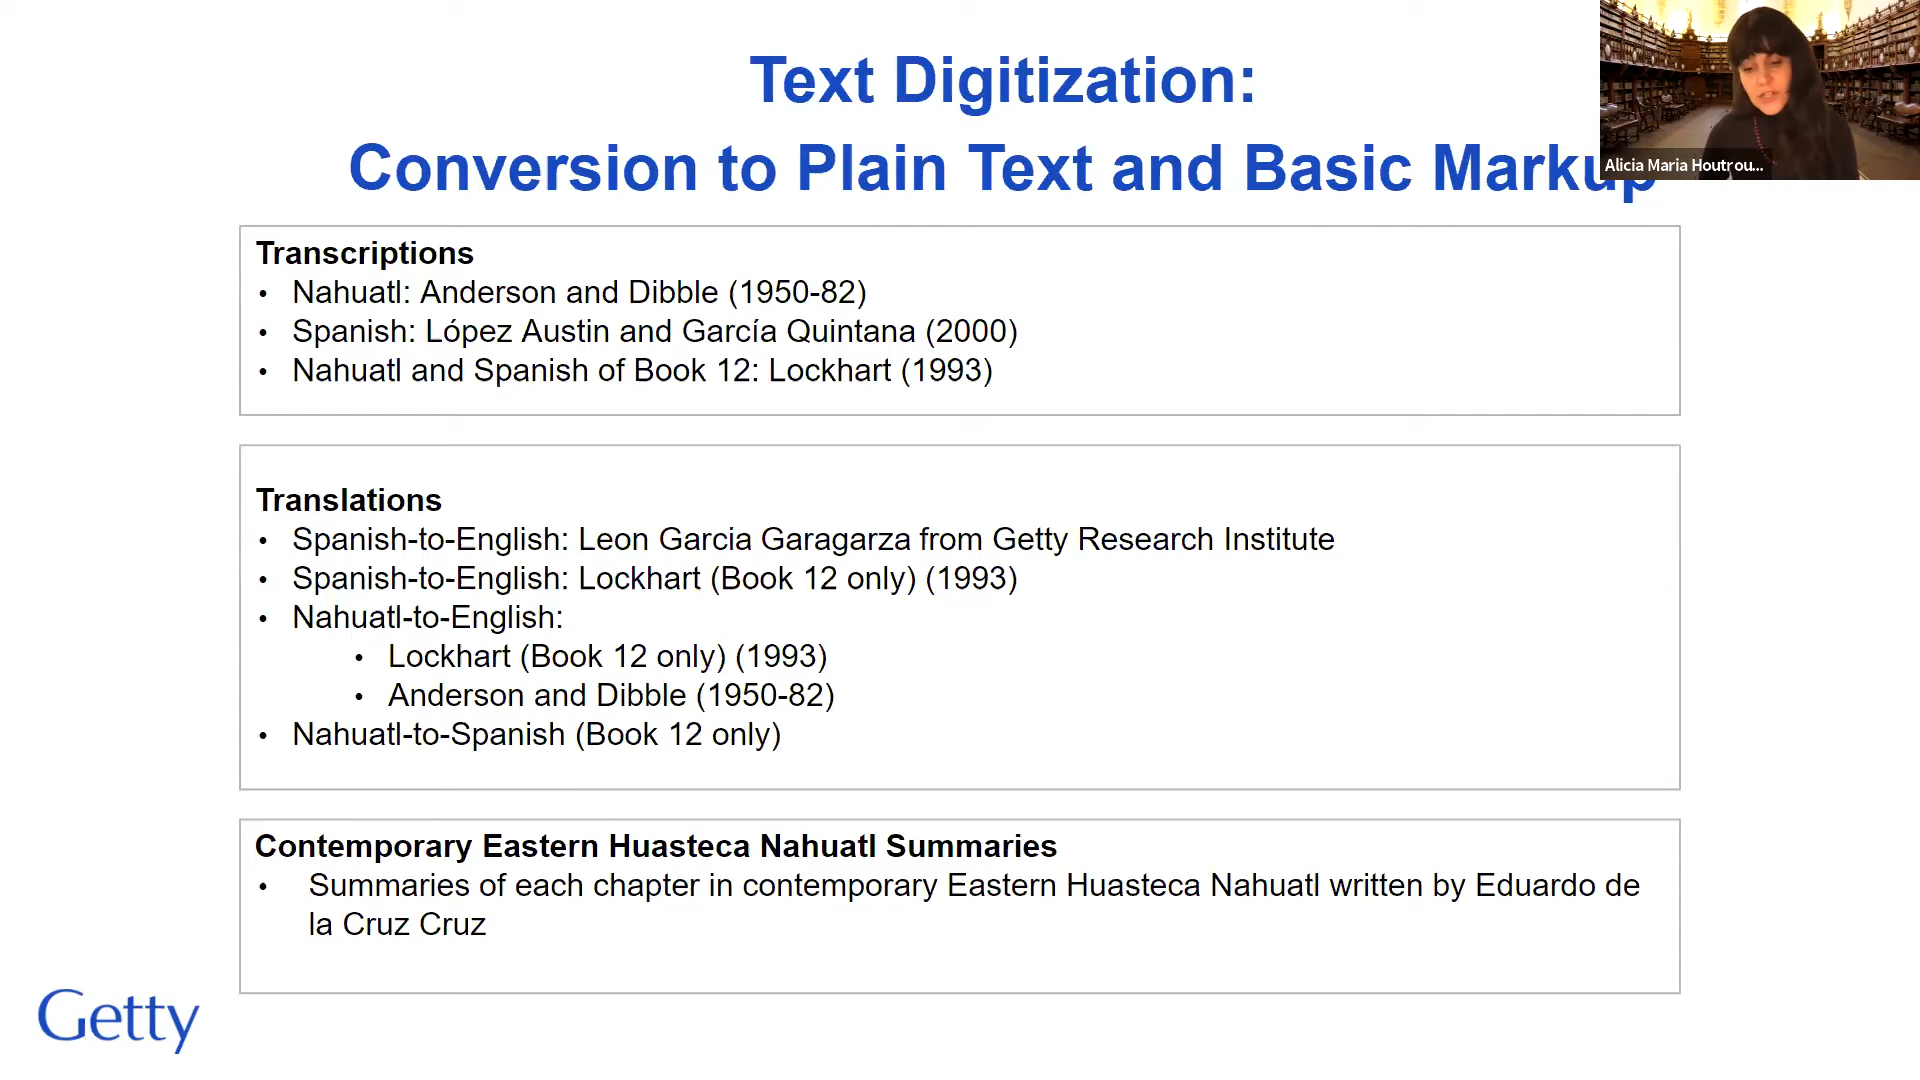 Text Digitization:
Conversion to Plain Text and Basic Markup
Alicia Maria Houtrou...
Transcriptions
• Nahuatl: Anderson and Dibble (1950-82)
• Spanish: López Austin and García Quintana (2000)
• Nahuatl and Spanish of Book 12: Lockhart (1993)
Translations
• Spanish-to-English: Leon Garcia Garagarza from Getty Research Institute
• Spanish-to-English: Lockhart (Book 12 only) (1993)
• Nahuatl-to-English:
• Lockhart (Book 12 only) (1993)
• Anderson and Dibble (1950-82)
• Nahuatl-to-Spanish (Book 12 only)
Contemporary Eastern Huasteca Nahuatl Summaries
• Summaries of each chapter in contemporary Eastern Huasteca Nahuatl written by Eduardo de
la Cruz Cruz
Getty